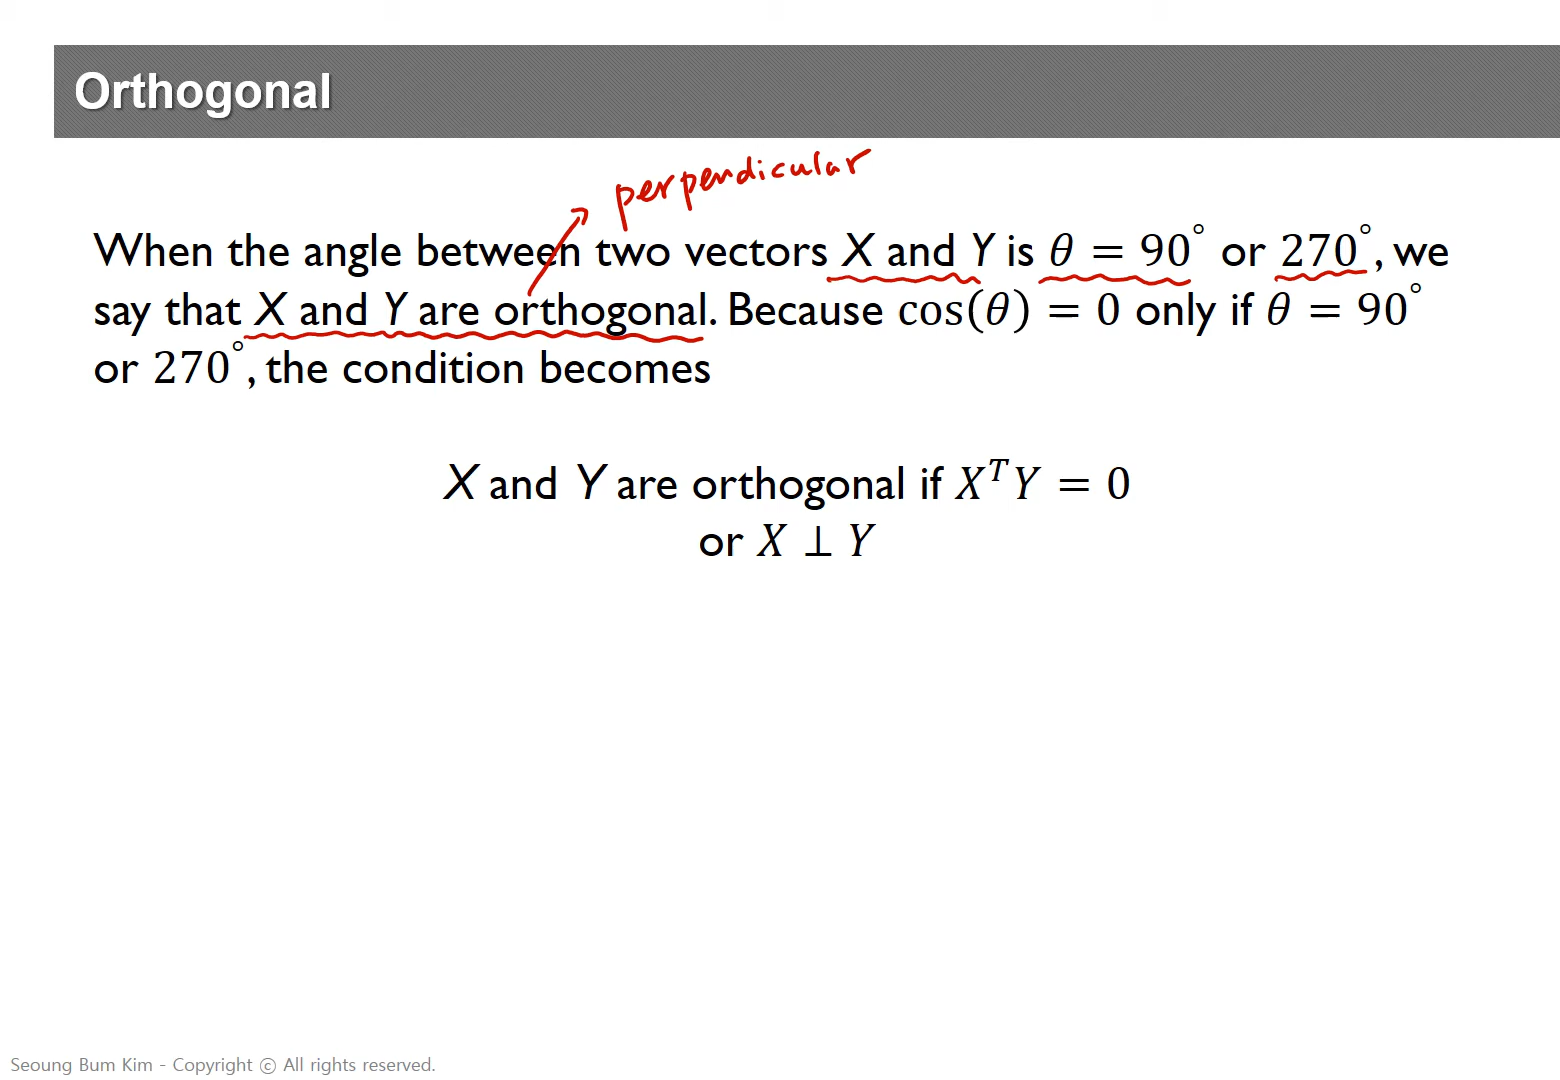 Orthogonal
perpendicular
When the angle between two vectors X and Y is θ = 90° or 270°, we
say that X and Y are orthogonal. Because cos(θ) = 0 only if θ = 90°
or 270°, the condition becomes
X and Y are orthogonal if Xᵀ Y = 0
or X ⊥ Y
Seoung Bum Kim - Copyright ⓒ All rights reserved.